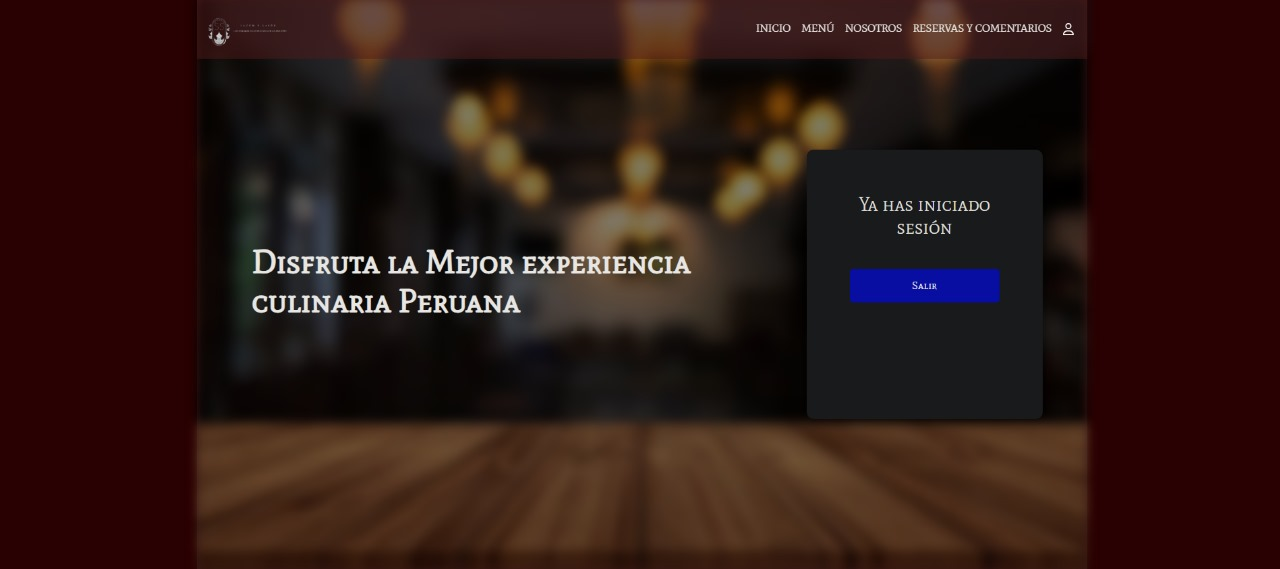 INICIO MENÚ NOSOTROS RESERVAS Y COMENTARIOS
Ya has iniciado
sesión
Disfruta la Mejor experiencia
culinaria Peruana
Salir